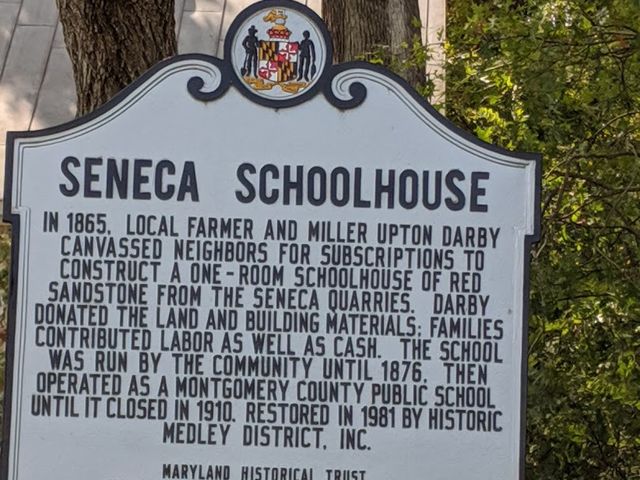 SENECA SCHOOLHOUSE
IN 1865, LOCAL FARMER AND MILLER UPTON DARBY
CANVASSED NEIGHBORS FOR SUBSCRIPTIONS TO
CONSTRUCT A ONE-ROOM SCHOOLHOUSE OF RED
SANDSTONE FROM THE SENECA QUARRIES. DARBY
DONATED THE LAND AND BUILDING MATERIALS; FAMILIES
CONTRIBUTED LABOR AS WELL AS CASH. THE SCHOOL
WAS RUN BY THE COMMUNITY UNTIL 1876, THEN
OPERATED AS A MONTGOMERY COUNTY PUBLIC SCHOOL
UNTIL IT CLOSED IN 1910. RESTORED IN 1981 BY HISTORIC
MEDLEY DISTRICT, INC.
MARYLAND HISTORICAL TRUST